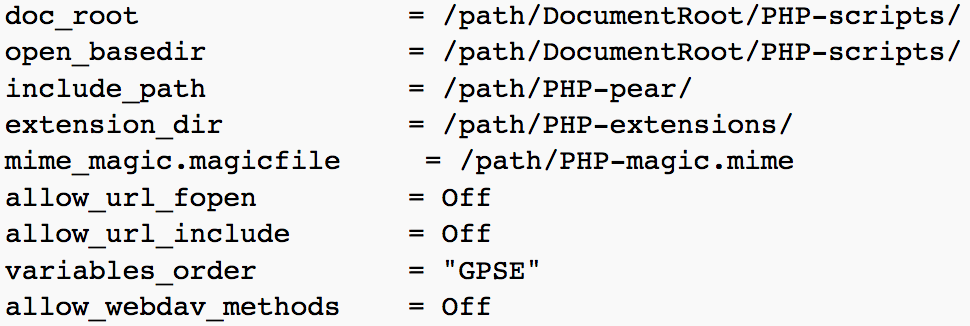 doc_root                = /path/DocumentRoot/PHP-scripts/
open_basedir            = /path/DocumentRoot/PHP-scripts/
include_path            = /path/PHP-pear/
extension_dir           = /path/PHP-extensions/
mime_magic.magicfile     = /path/PHP-magic.mime
allow_url_fopen         = Off
allow_url_include       = Off
variables_order         = "GPSE"
allow_webdav_methods    = Off